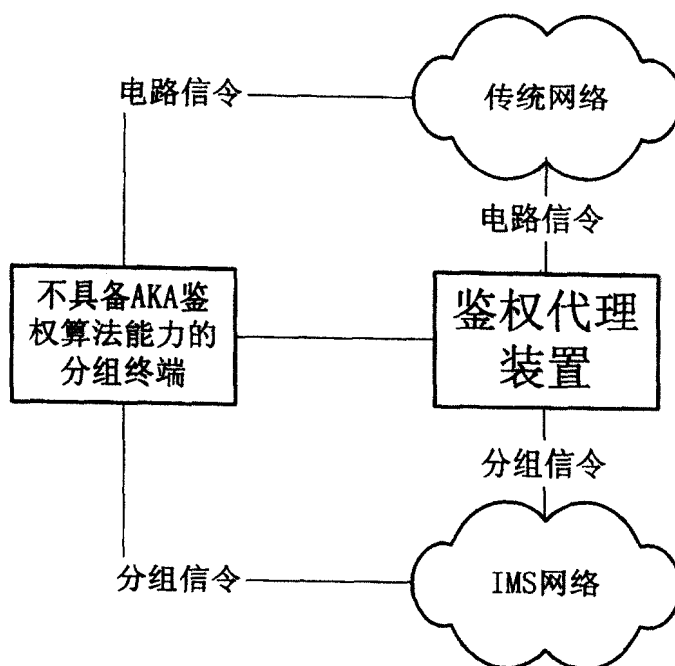 电路信令
传统网络
电路信令
不具备AKA鉴
权算法能力的
分组终端
鉴权代理
装置
分组信令
分组信令
IMS网络